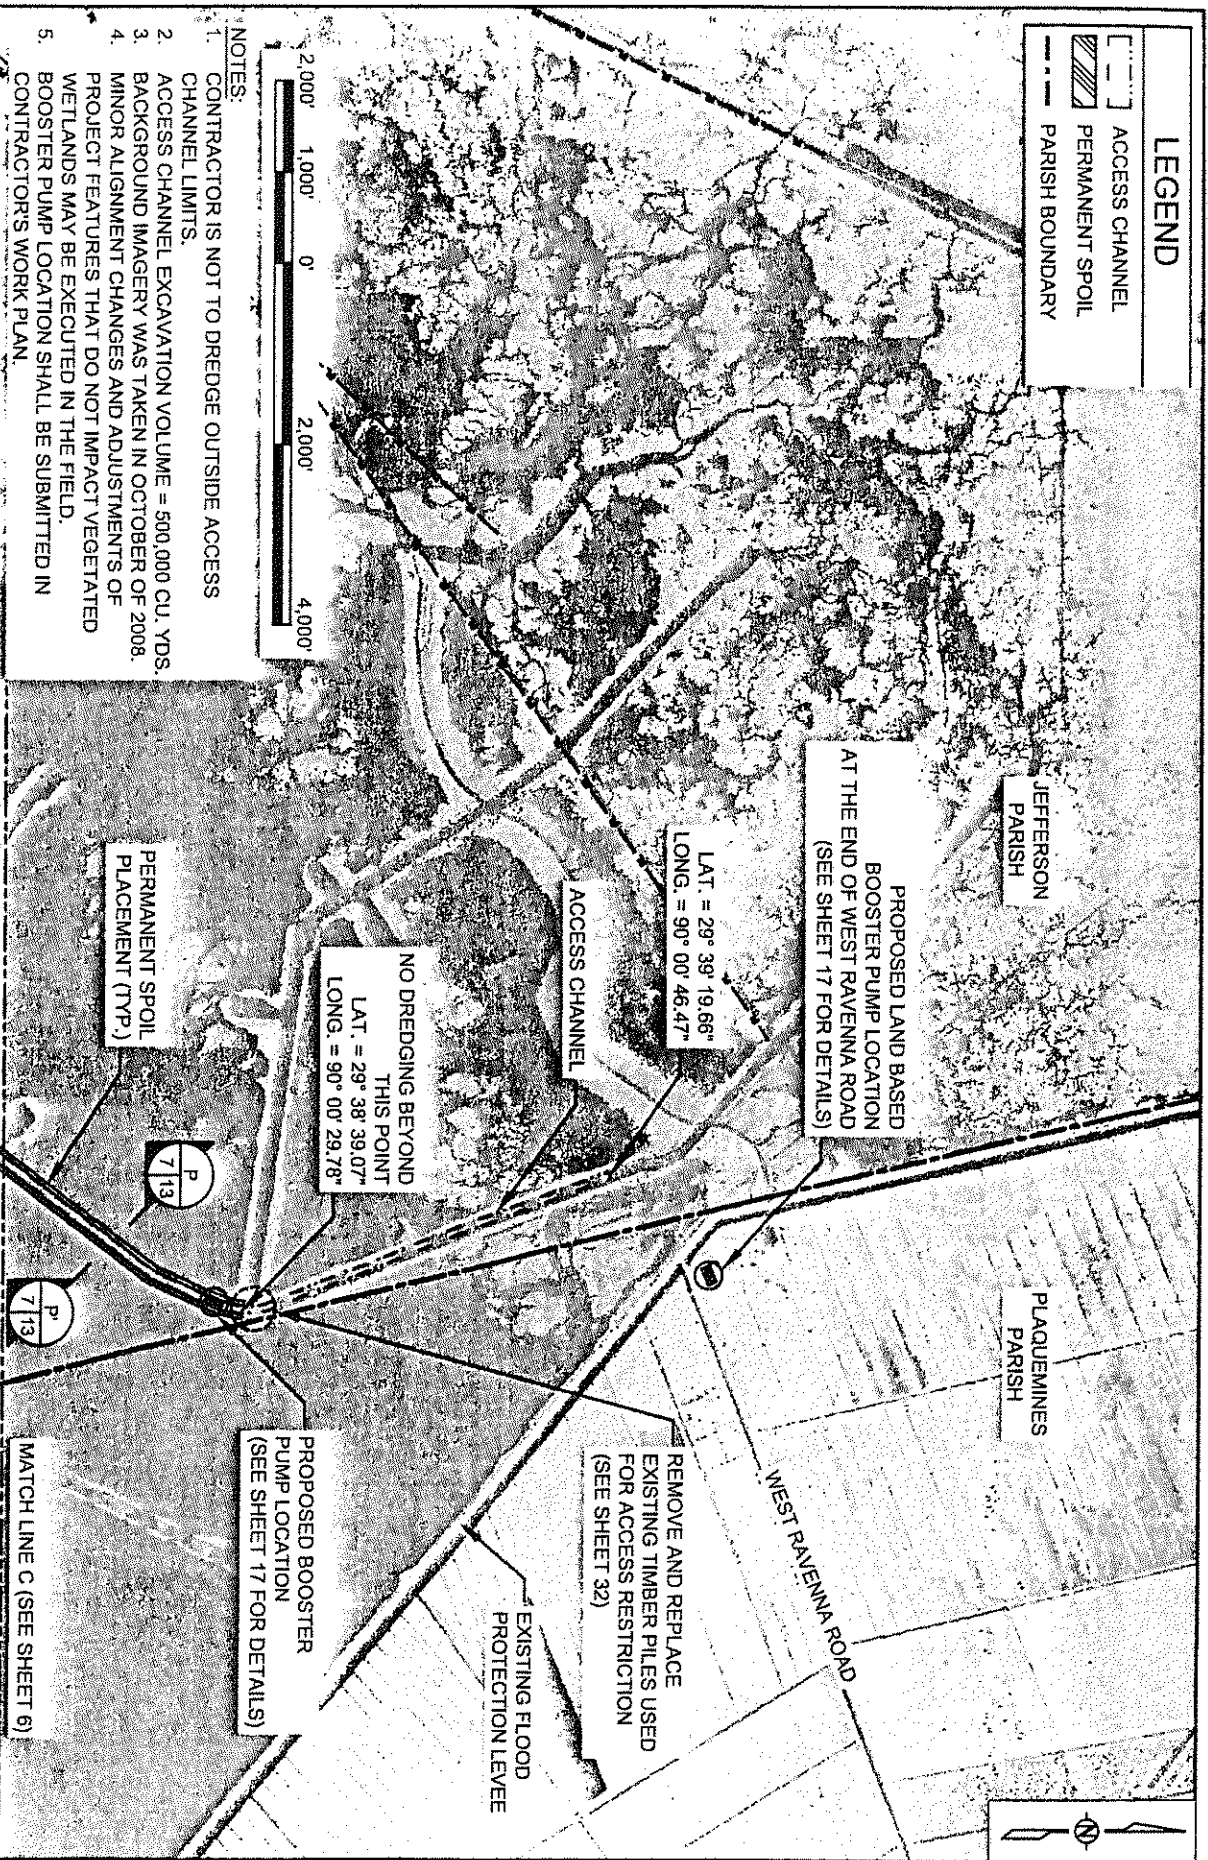 LEGEND
ACCESS CHANNEL
PERMANENT SPOIL
PARISH BOUNDARY
JEFFERSON
PARISH
PLAQUEMINES
PARISH
PROPOSED LAND BASED
BOOSTER PUMP LOCATION
AT THE END OF WEST RAVENNA ROAD
(SEE SHEET 17 FOR DETAILS)
WEST RAVENNA ROAD
LAT. = 29° 39' 19.66"
LONG. = 90° 00' 46.47"
ACCESS CHANNEL
REMOVE AND REPLACE
EXISTING TIMBER PILES USED
FOR ACCESS RESTRICTION
(SEE SHEET 32)
EXISTING FLOOD
PROTECTION LEVEE
NO DREDGING BEYOND
THIS POINT
LAT. = 29° 38' 39.07"
LONG. = 90° 00' 29.78"
PROPOSED BOOSTER
PUMP LOCATION
(SEE SHEET 17 FOR DETAILS)
PERMANENT SPOIL
PLACEMENT (TYP.)
P
7 13
P'
7 13
MATCH LINE C (SEE SHEET 6)
N
2,000' 1,000' 0' 2,000' 4,000'
NOTES:
1. CONTRACTOR IS NOT TO DREDGE OUTSIDE ACCESS
CHANNEL LIMITS.
2. ACCESS CHANNEL EXCAVATION VOLUME = 500,000 CU. YDS.
3. BACKGROUND IMAGERY WAS TAKEN IN OCTOBER OF 2008.
4. MINOR ALIGNMENT CHANGES AND ADJUSTMENTS OF
PROJECT FEATURES THAT DO NOT IMPACT VEGETATED
WETLANDS MAY BE EXECUTED IN THE FIELD.
5. BOOSTER PUMP LOCATION SHALL BE SUBMITTED IN
CONTRACTOR'S WORK PLAN.